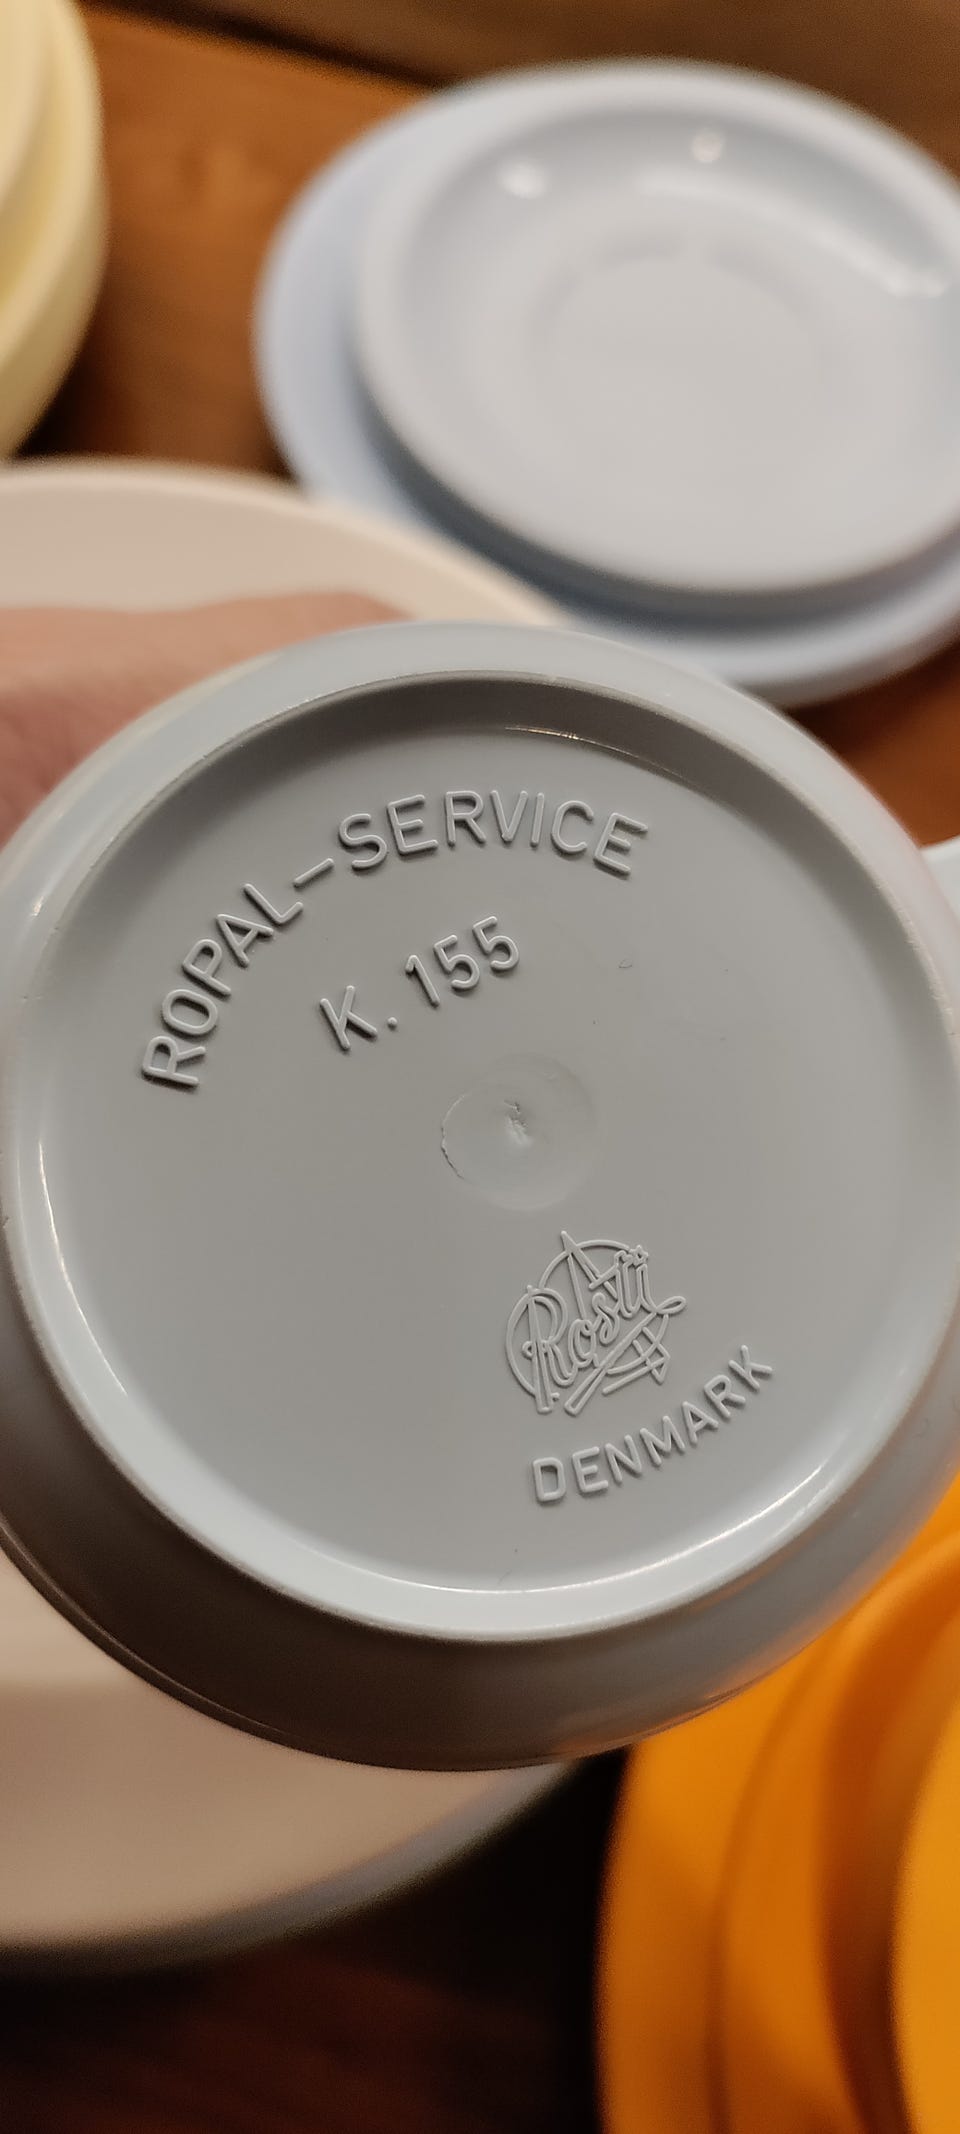 ROPAL-SERVICE
K. 155
Rosti
DENMARK